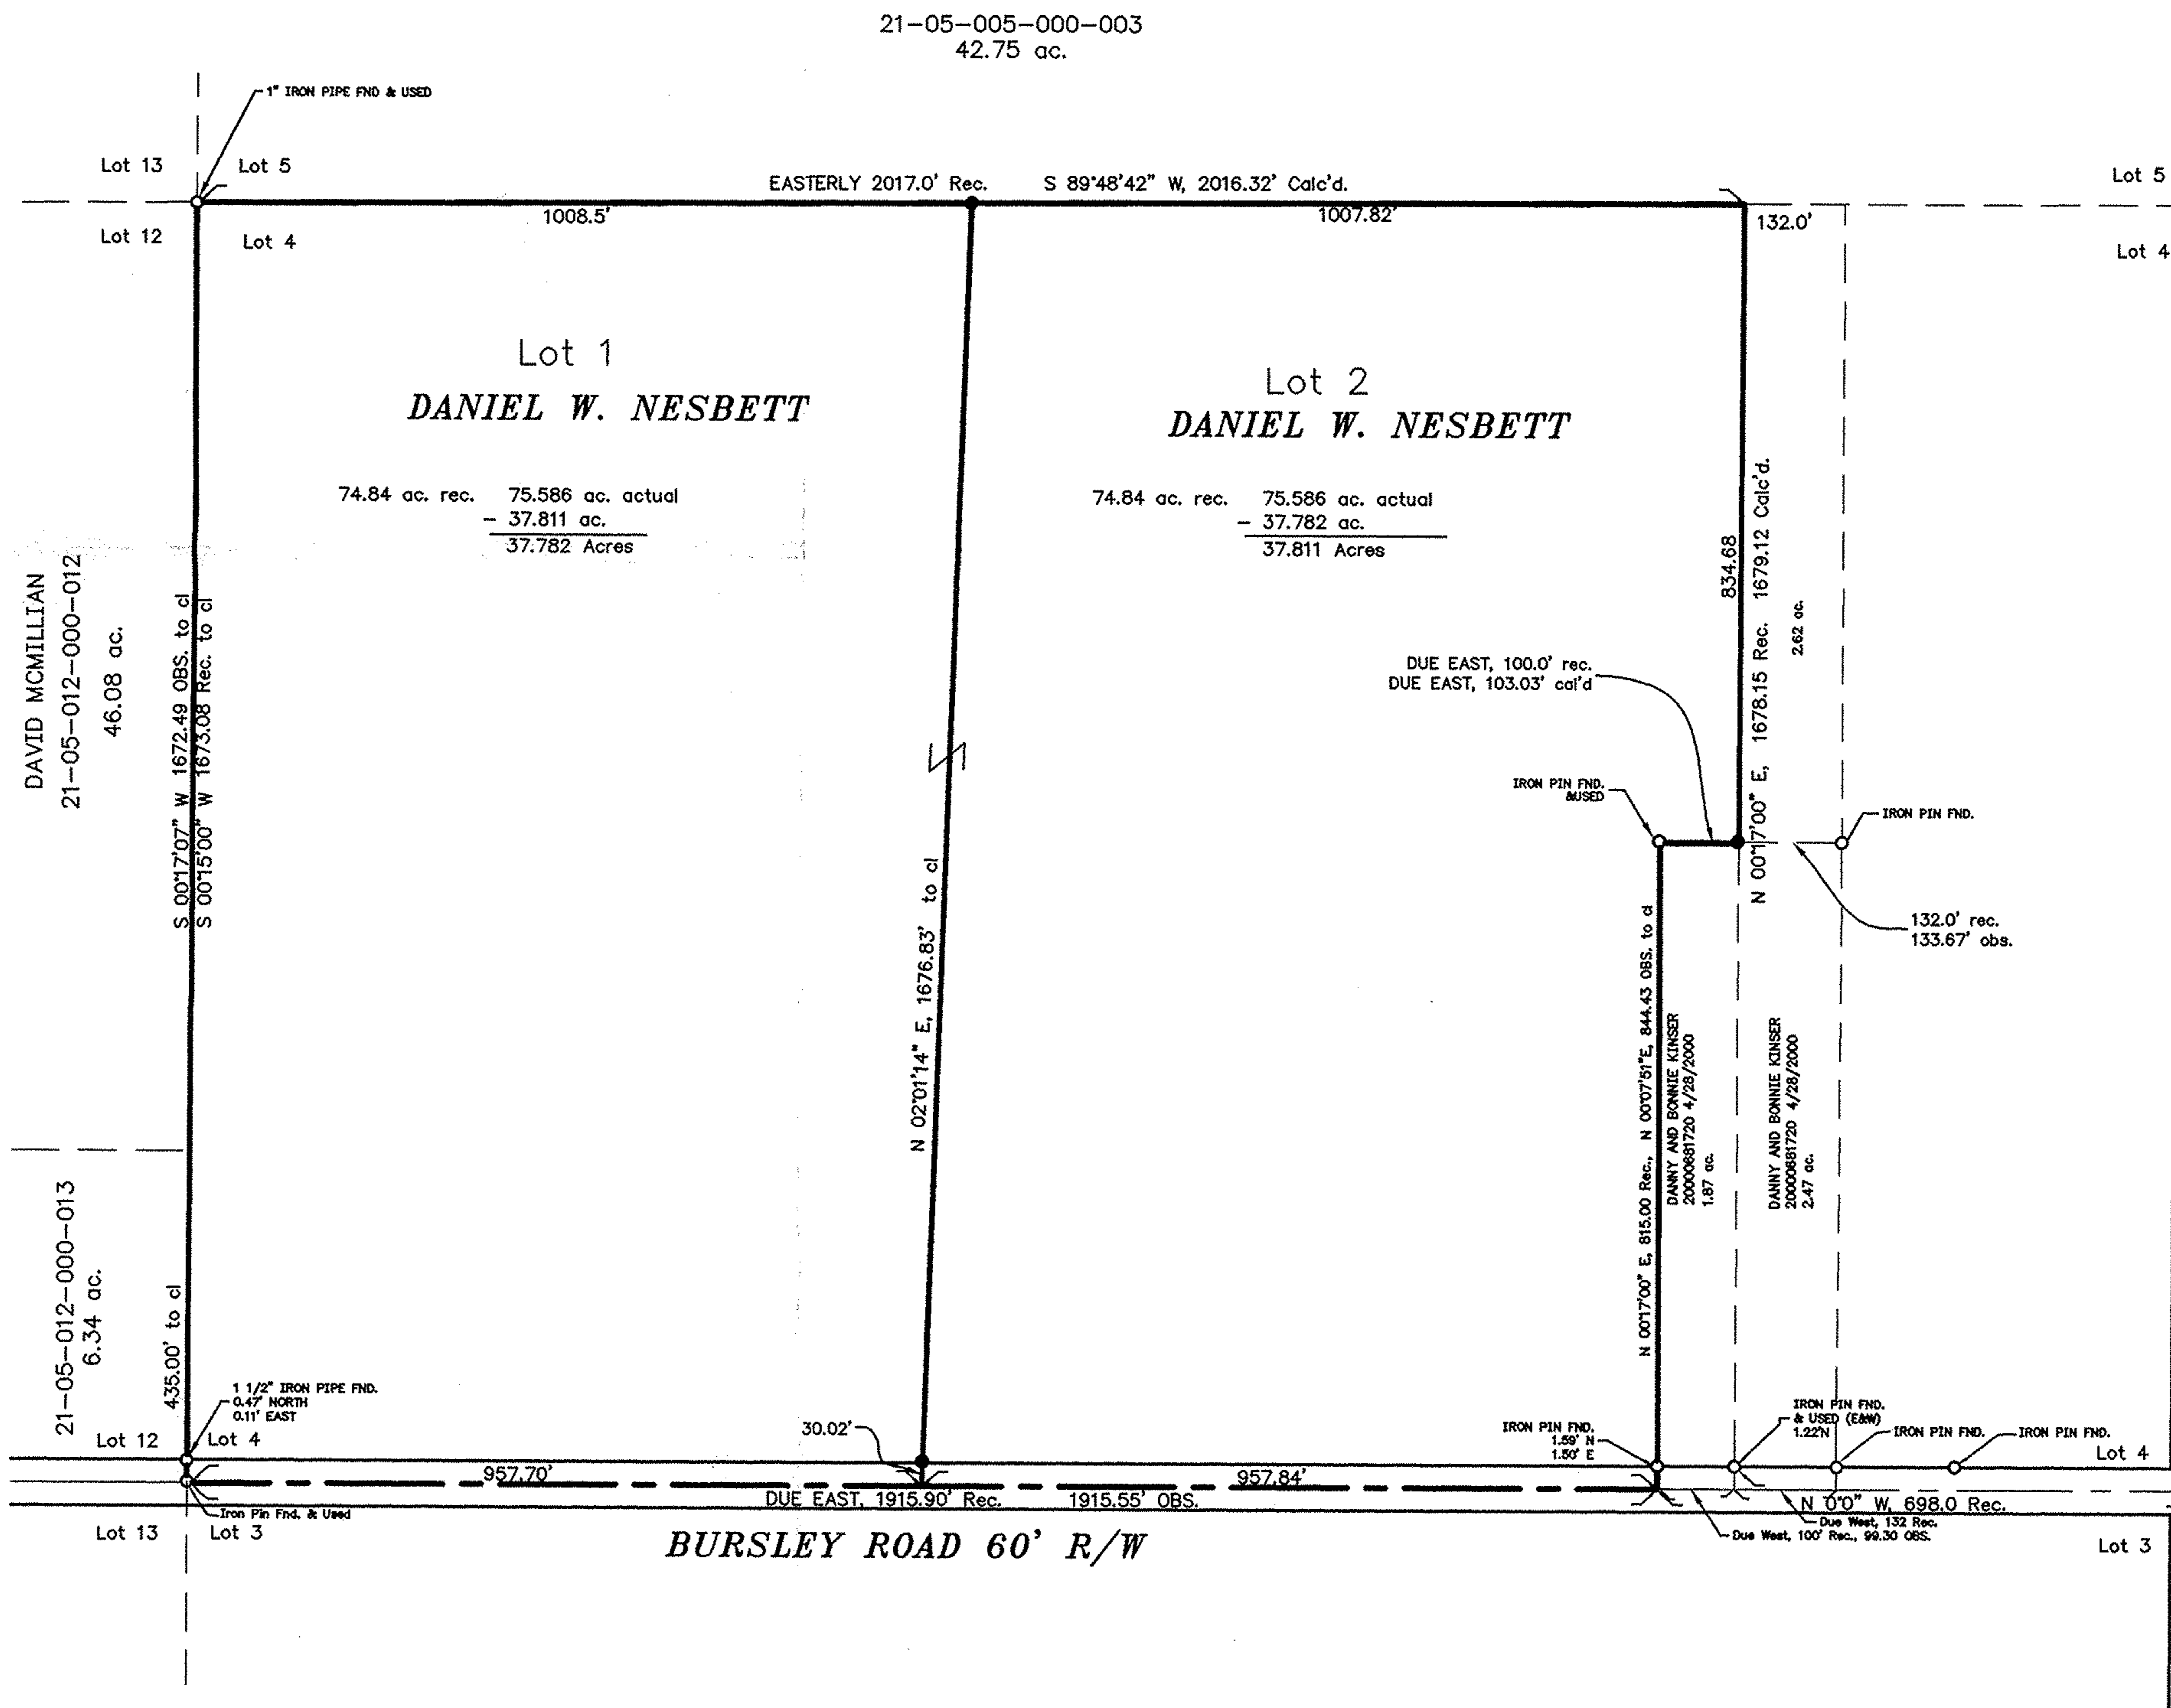 21-05-005-000-003
42.75 ac.
1" IRON PIPE FND & USED
Lot 13
Lot 5
Lot 5
EASTERLY 2017.0' Rec. S 89°48'42" W, 2016.32' Calc'd.
1008.5'
1007.82'
132.0'
Lot 12
Lot 4
Lot 4
Lot 1
DANIEL W. NESBETT
74.84 ac. rec. 75.586 ac. actual
- 37.811 ac.
37.782 Acres
Lot 2
DANIEL W. NESBETT
74.84 ac. rec. 75.586 ac. actual
- 37.782 ac.
37.811 Acres
DAVID MCMILLIAN
21-05-012-000-012
46.08 ac.
S 00°17'07" W 1672.49 OBS. to cl
S 00°15'00" W 1673.08 Rec. to cl
N 02°01'14" E, 1676.83' to cl
834.68
N 00°17'00" E, 1678.15 Rec. 1679.12 Calc'd.
2.62 ac.
DUE EAST, 100.0' rec.
DUE EAST, 103.03' cal'd
IRON PIN FND.
&USED
IRON PIN FND.
132.0' rec.
133.67' obs.
N 00°17'00" E, 815.00 Rec., N 00°07'51"E, 844.43 OBS. to cl
DANNY AND BONNIE KINSER
20000681720 4/28/2000
1.87 ac.
DANNY AND BONNIE KINSER
20000681720 4/28/2000
2.47 ac.
21-05-012-000-013
6.34 ac.
435.00' to cl
1 1/2" IRON PIPE FND.
0.47' NORTH
0.11' EAST
Lot 12
Lot 4
30.02'
IRON PIN FND.
1.59' N
1.50' E
IRON PIN FND.
& USED (E&W)
1.22'N
IRON PIN FND.
IRON PIN FND.
Lot 4
957.70'
957.84'
DUE EAST, 1915.90' Rec. 1915.55' OBS.
N 0°0" W, 698.0 Rec.
Iron Pin Fnd. & Used
Due West, 132 Rec.
Due West, 100' Rec., 99.30 OBS.
Lot 13
Lot 3
BURSLEY ROAD 60' R/W
Lot 3